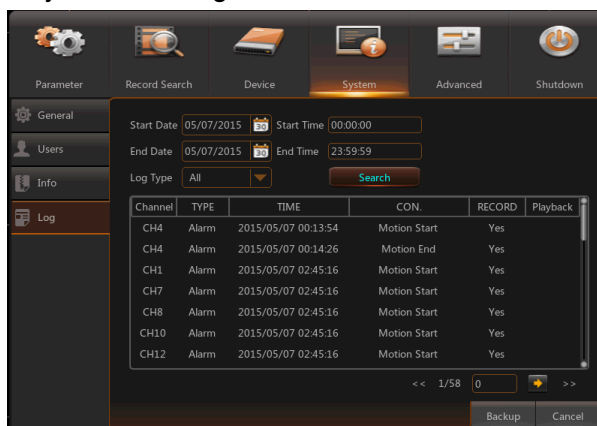 Parameter Record Search Device System Advanced Shutdown
General
Users
Info
Log
Start Date 05/07/2015 30 Start Time 00:00:00
End Date 05/07/2015 30 End Time 23:59:59
Log Type All Search
Channel TYPE TIME CON. RECORD Playback
CH4 Alarm 2015/05/07 00:13:54 Motion Start Yes
CH4 Alarm 2015/05/07 00:14:26 Motion End Yes
CH1 Alarm 2015/05/07 02:45:16 Motion Start Yes
CH7 Alarm 2015/05/07 02:45:16 Motion Start Yes
CH8 Alarm 2015/05/07 02:45:16 Motion Start Yes
CH10 Alarm 2015/05/07 02:45:16 Motion Start Yes
CH12 Alarm 2015/05/07 02:45:16 Motion Start Yes
<< 1/58 0 >>
Backup Cancel